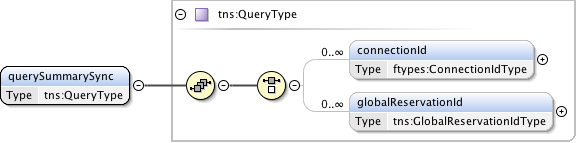 tns:QueryType
querySummarySync
Type tns:QueryType
0..∞
connectionId
Type ftypes:ConnectionIdType
0..∞
globalReservationId
Type tns:GlobalReservationIdType